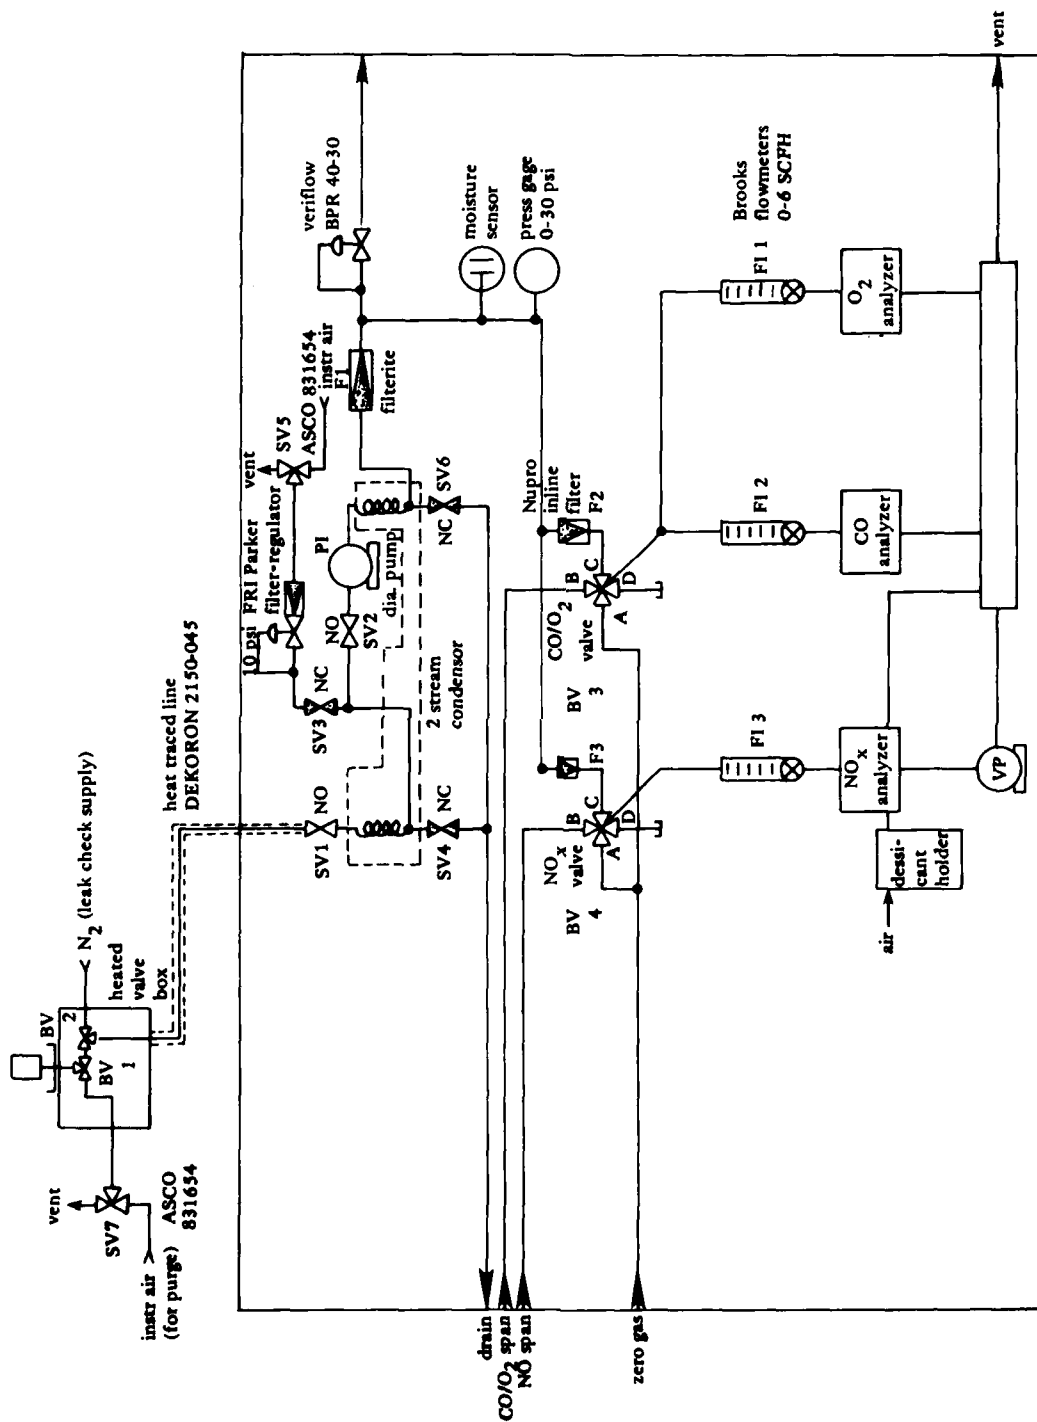 vent
SV7
instr air
(for purge)
ASCO
831654
BV
2
BV
1
N2 (leak check supply)
heated
valve
box
heat traced line
DEKORON 2150-045
10 psi
FRI Parker
filter-regulator
vent
SV5
ASCO 831654
instr air
F1
filterite
veriflow
BPR 40-30
SV1
NO
SV3
NC
NO
SV2
PI
dia. pump
SV4
NC
2 stream
condensor
NC
SV6
moisture
sensor
press gage
0-30 psi
drain
CO/O2 span
NO span
zero gas
NOx
valve
BV
4
A
B
C
D
F3
CO/O2
valve
BV
3
A
B
C
D
Nupro
inline
filter
F2
FI 3
FI 2
FI 1
Brooks
flowmeters
0-6 SCFH
air
dessi-
cant
holder
NOx
analyzer
CO
analyzer
O2
analyzer
VP
vent